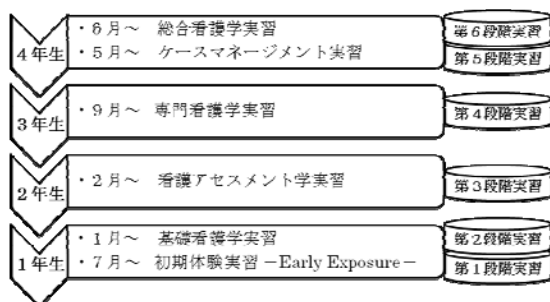 4年生
・6月～ 総合看護学実習
・5月～ ケースマネージメント実習
第6段階実習
第5段階実習
3年生
・9月～ 専門看護学実習
第4段階実習
2年生
・2月～ 看護アセスメント学実習
第3段階実習
1年生
・1月～ 基礎看護学実習
・7月～ 初期体験実習－Early Exposure－
第2段階実習
第1段階実習